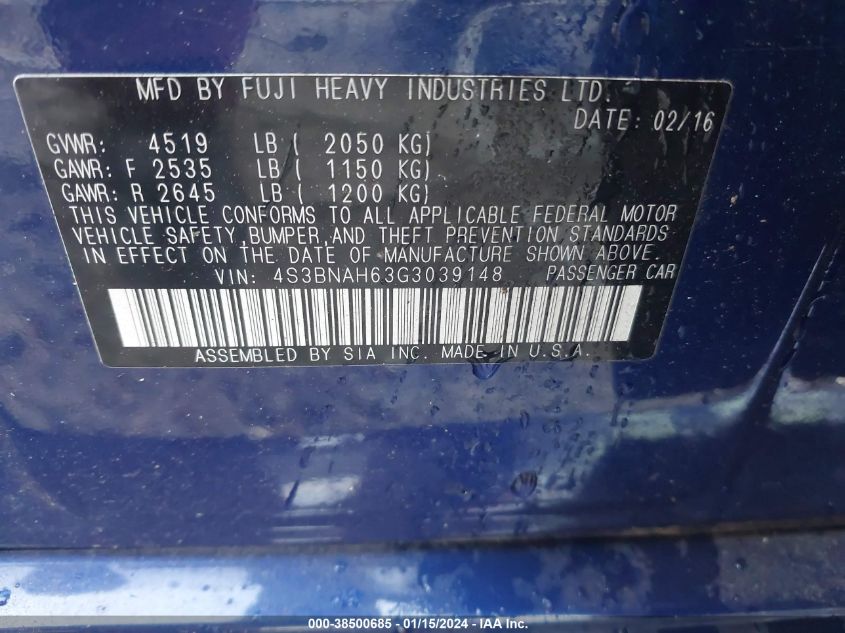 MFD BY FUJI HEAVY INDUSTRIES LTD.
DATE: 02/16
GVWR: 4519 LB ( 2050 KG)
GAWR: F 2535 LB ( 1150 KG)
GAWR: R 2645 LB ( 1200 KG)
THIS VEHICLE CONFORMS TO ALL APPLICABLE FEDERAL MOTOR
VEHICLE SAFETY,BUMPER,AND THEFT PREVENTION STANDARDS
IN EFFECT ON THE DATE OF MANUFACTURE SHOWN ABOVE.
VIN: 4S3BNAH63G3039148 PASSENGER CAR
ASSEMBLED BY SIA INC. MADE IN U.S.A.
000-38500685 - 01/15/2024 - IAA Inc.